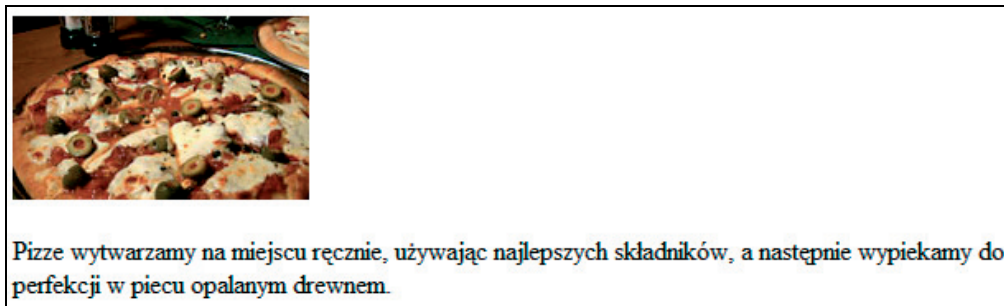 Pizze wytwarzamy na miejscu ręcznie, używając najlepszych składników, a następnie wypiekamy do
perfekcji w piecu opalanym drewnem.